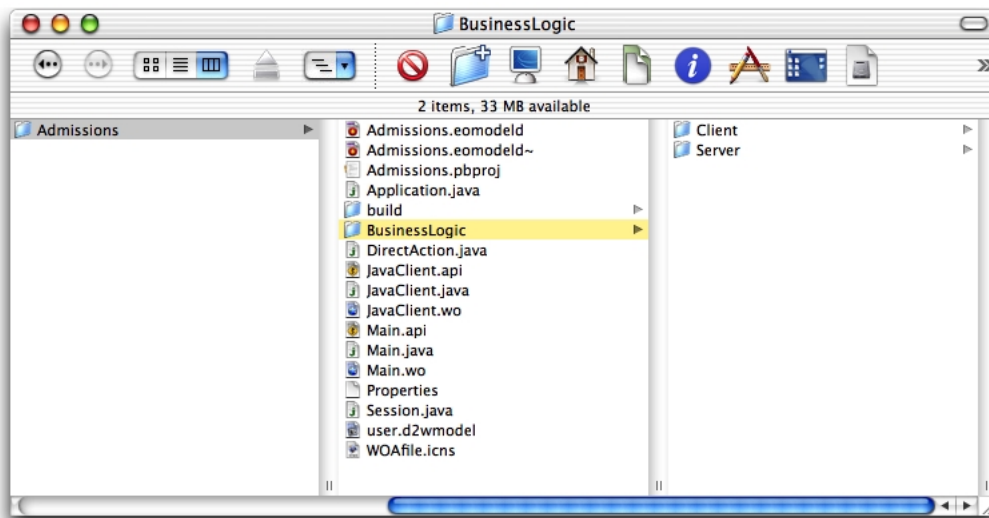 BusinessLogic
2 items, 33 MB available
Admissions
Admissions.eomodeld
Admissions.eomodeld~
Admissions.pbproj
Application.java
build
BusinessLogic
DirectAction.java
JavaClient.api
JavaClient.java
JavaClient.wo
Main.api
Main.java
Main.wo
Properties
Session.java
user.d2wmodel
WOAfile.icns
Client
Server